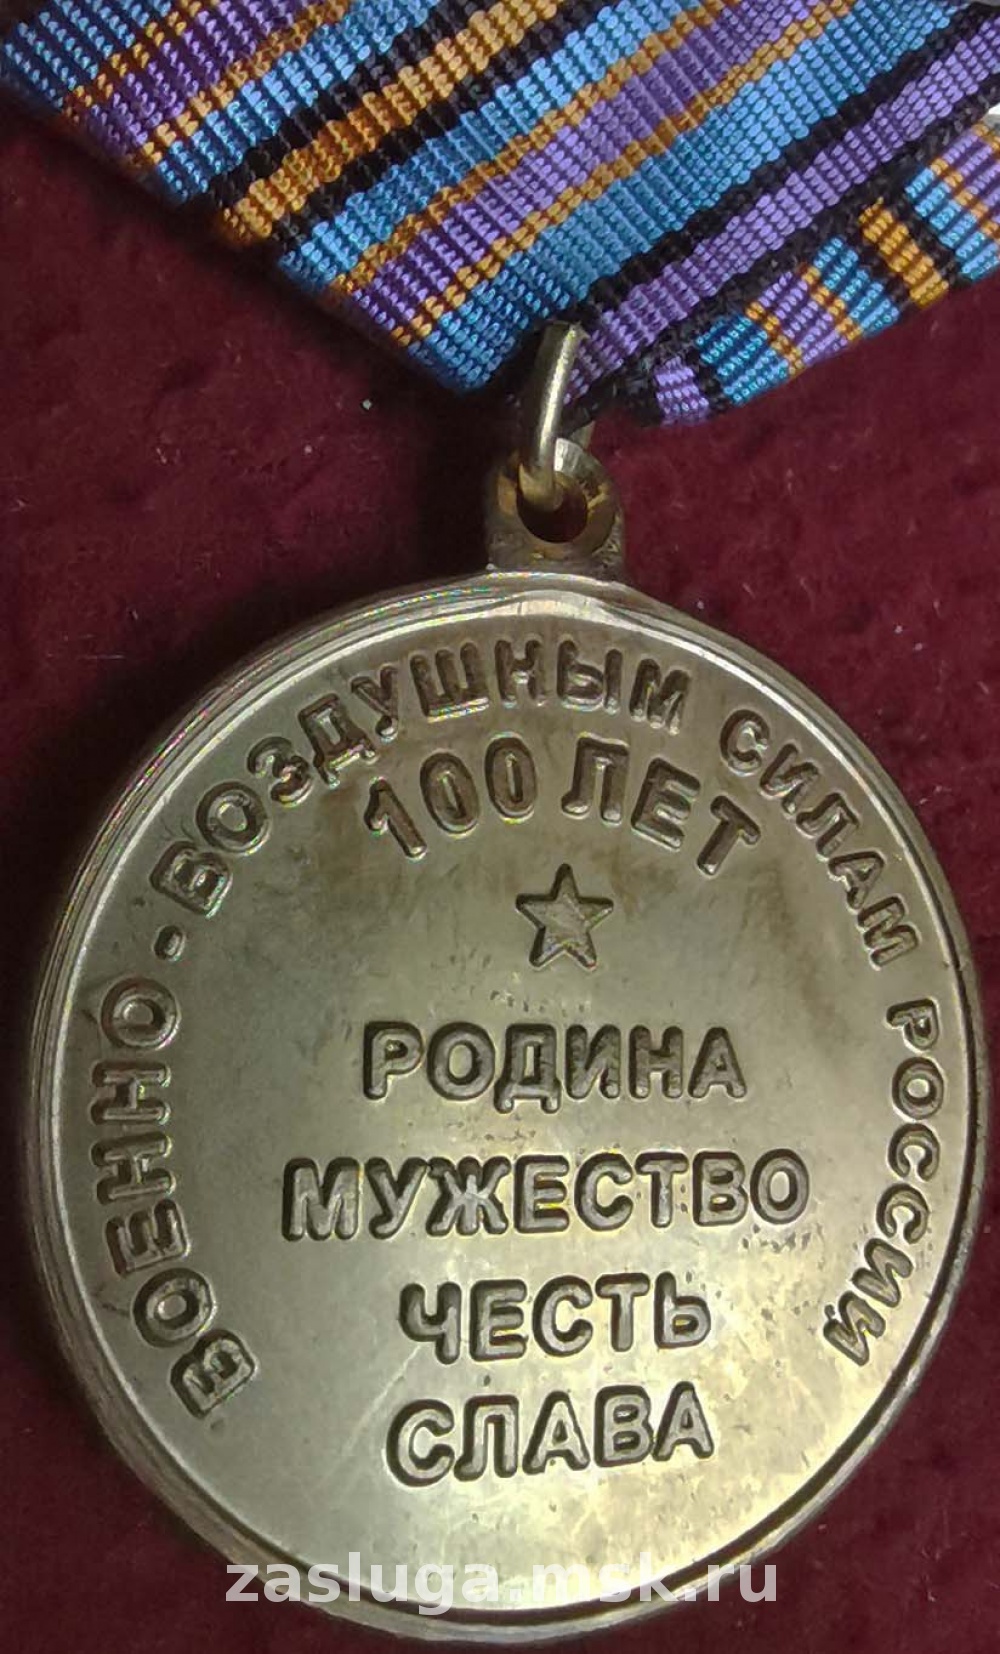 ВОЕННО-ВОЗДУШНЫМ СИЛАМ РОССИИ
100 ЛЕТ
РОДИНА
МУЖЕСТВО
ЧЕСТЬ
СЛАВА
zasluga.msk.ru